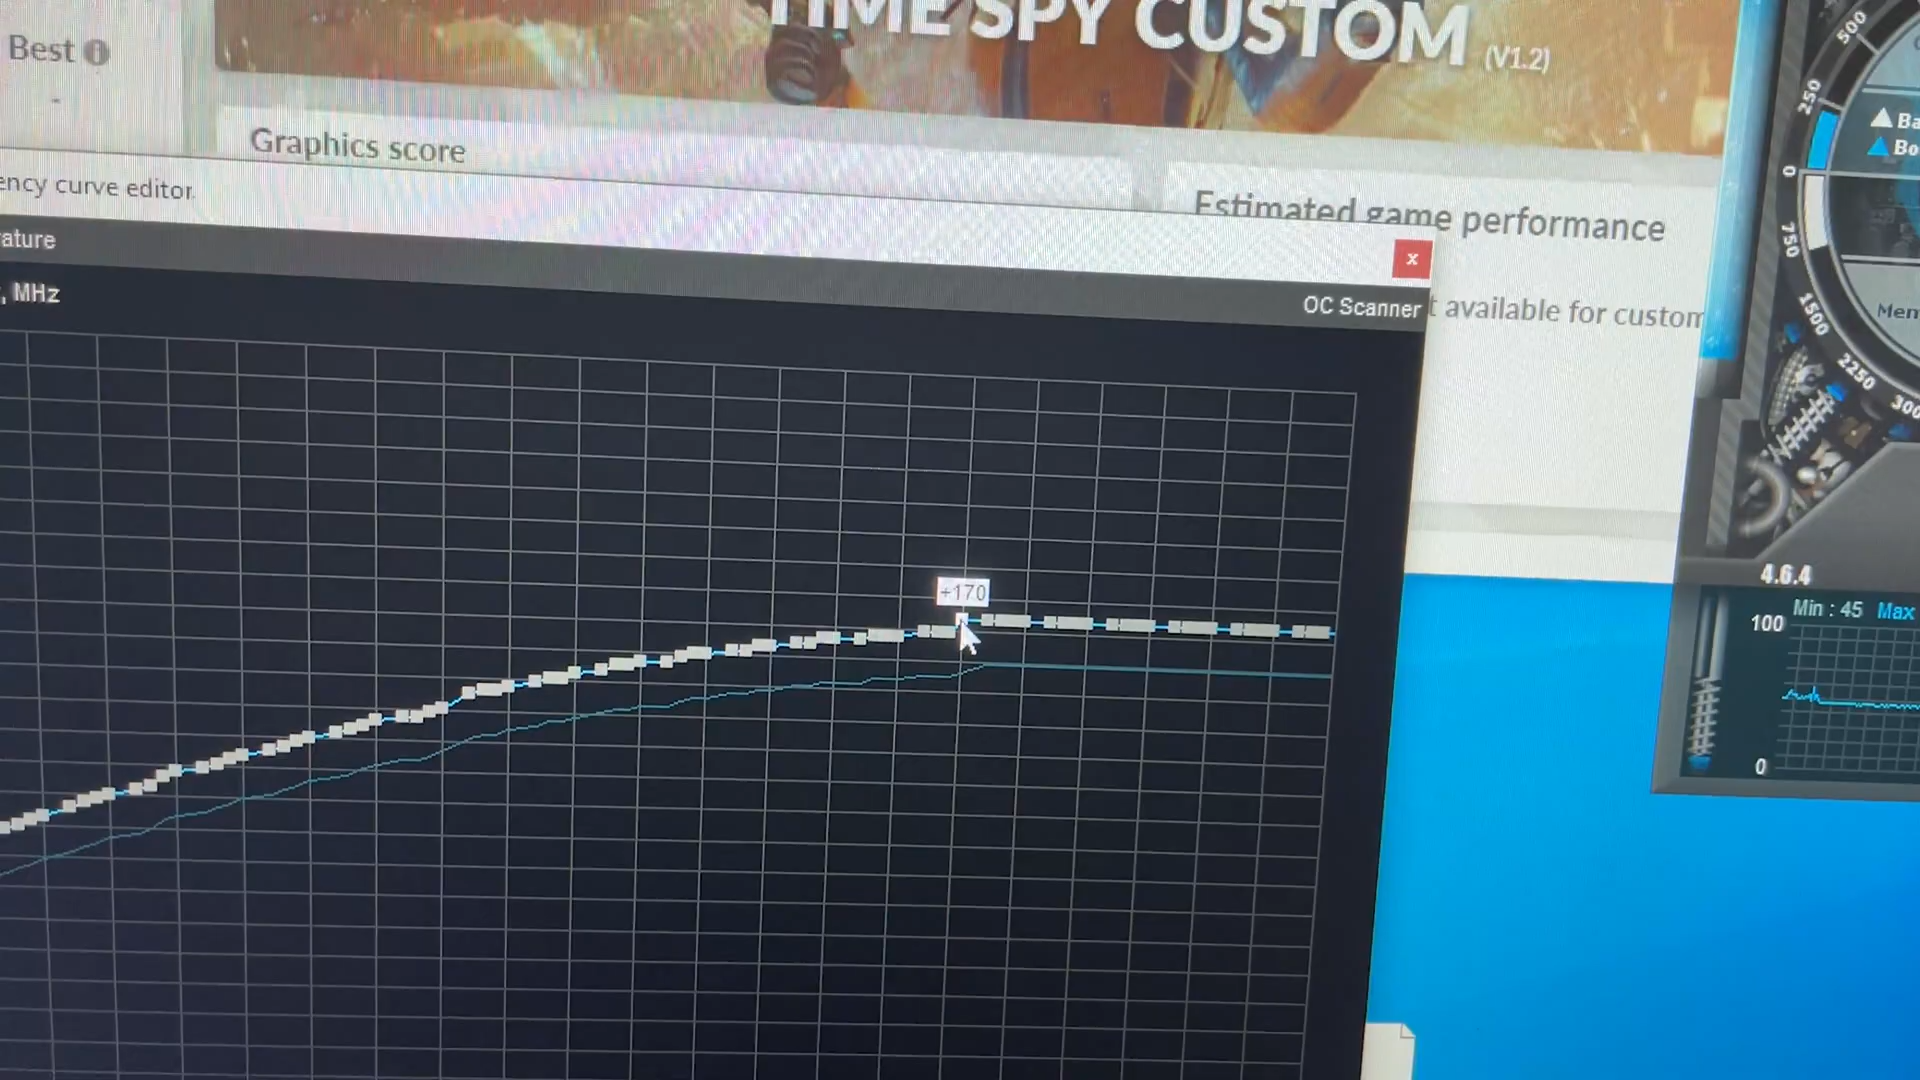 TIME SPY CUSTOM (V1.2)
Best
-
Graphics score
Estimated game performance
ency curve editor
ature
x
, MHz
OC Scanner
t available for custom
+170
500
250
0
750
1500
2250
300
Ba
Bo
Mem
4.6.4
Min : 45 Max
100
0